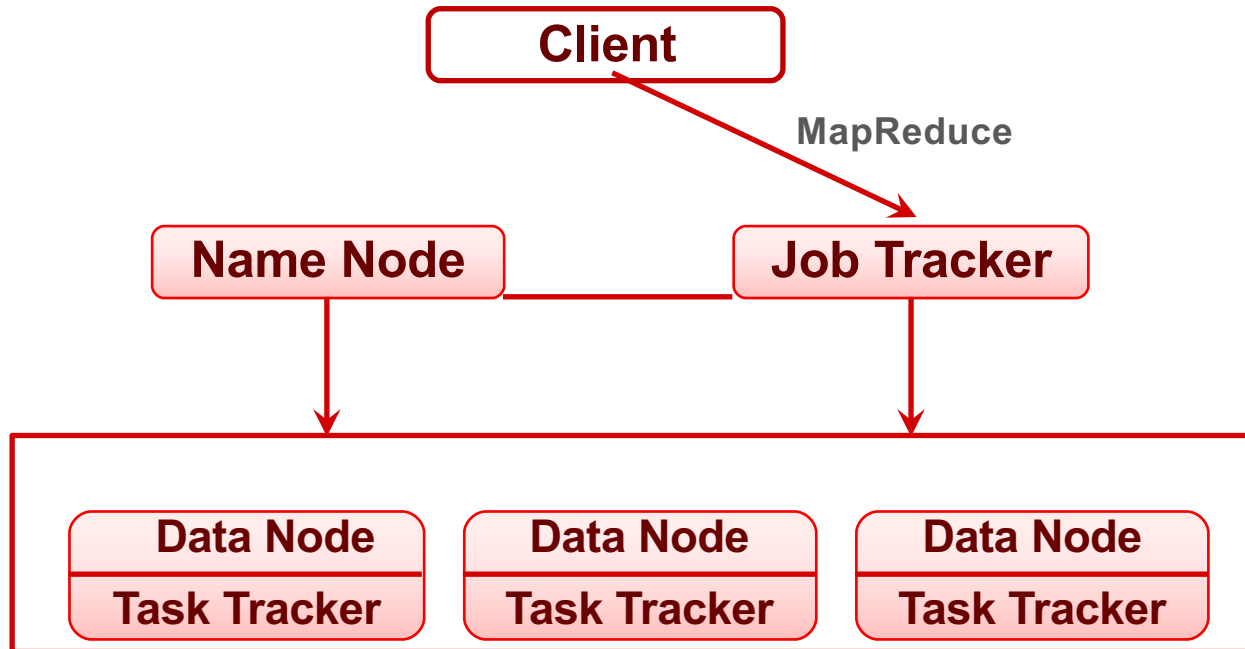 Client
MapReduce
Name Node
Job Tracker
Data Node
Task Tracker
Data Node
Task Tracker
Data Node
Task Tracker